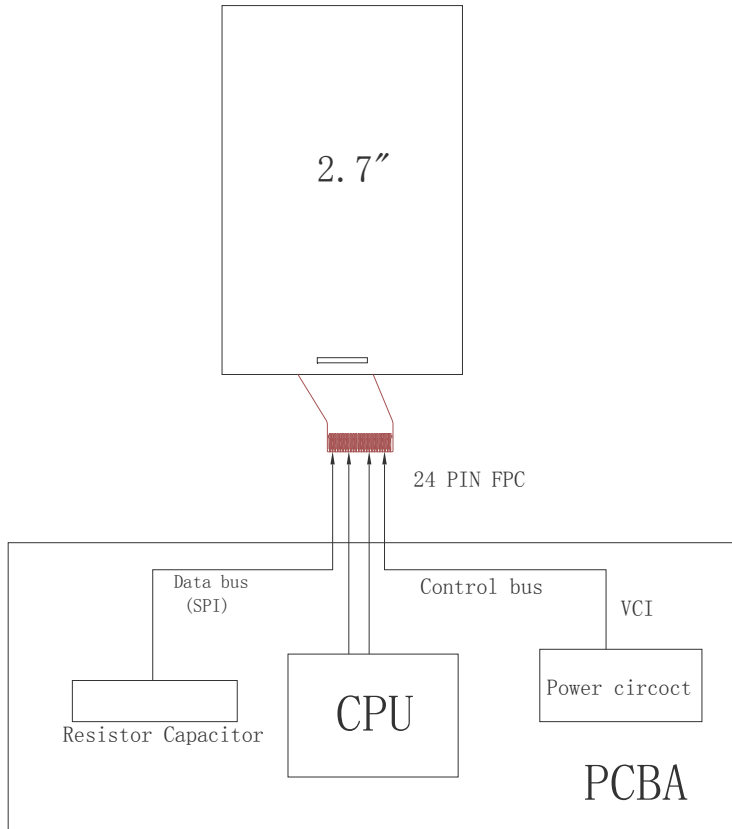 2.7″
24 PIN FPC
Data bus
(SPI)
Control bus
VCI
Resistor Capacitor
CPU
Power circoct
PCBA